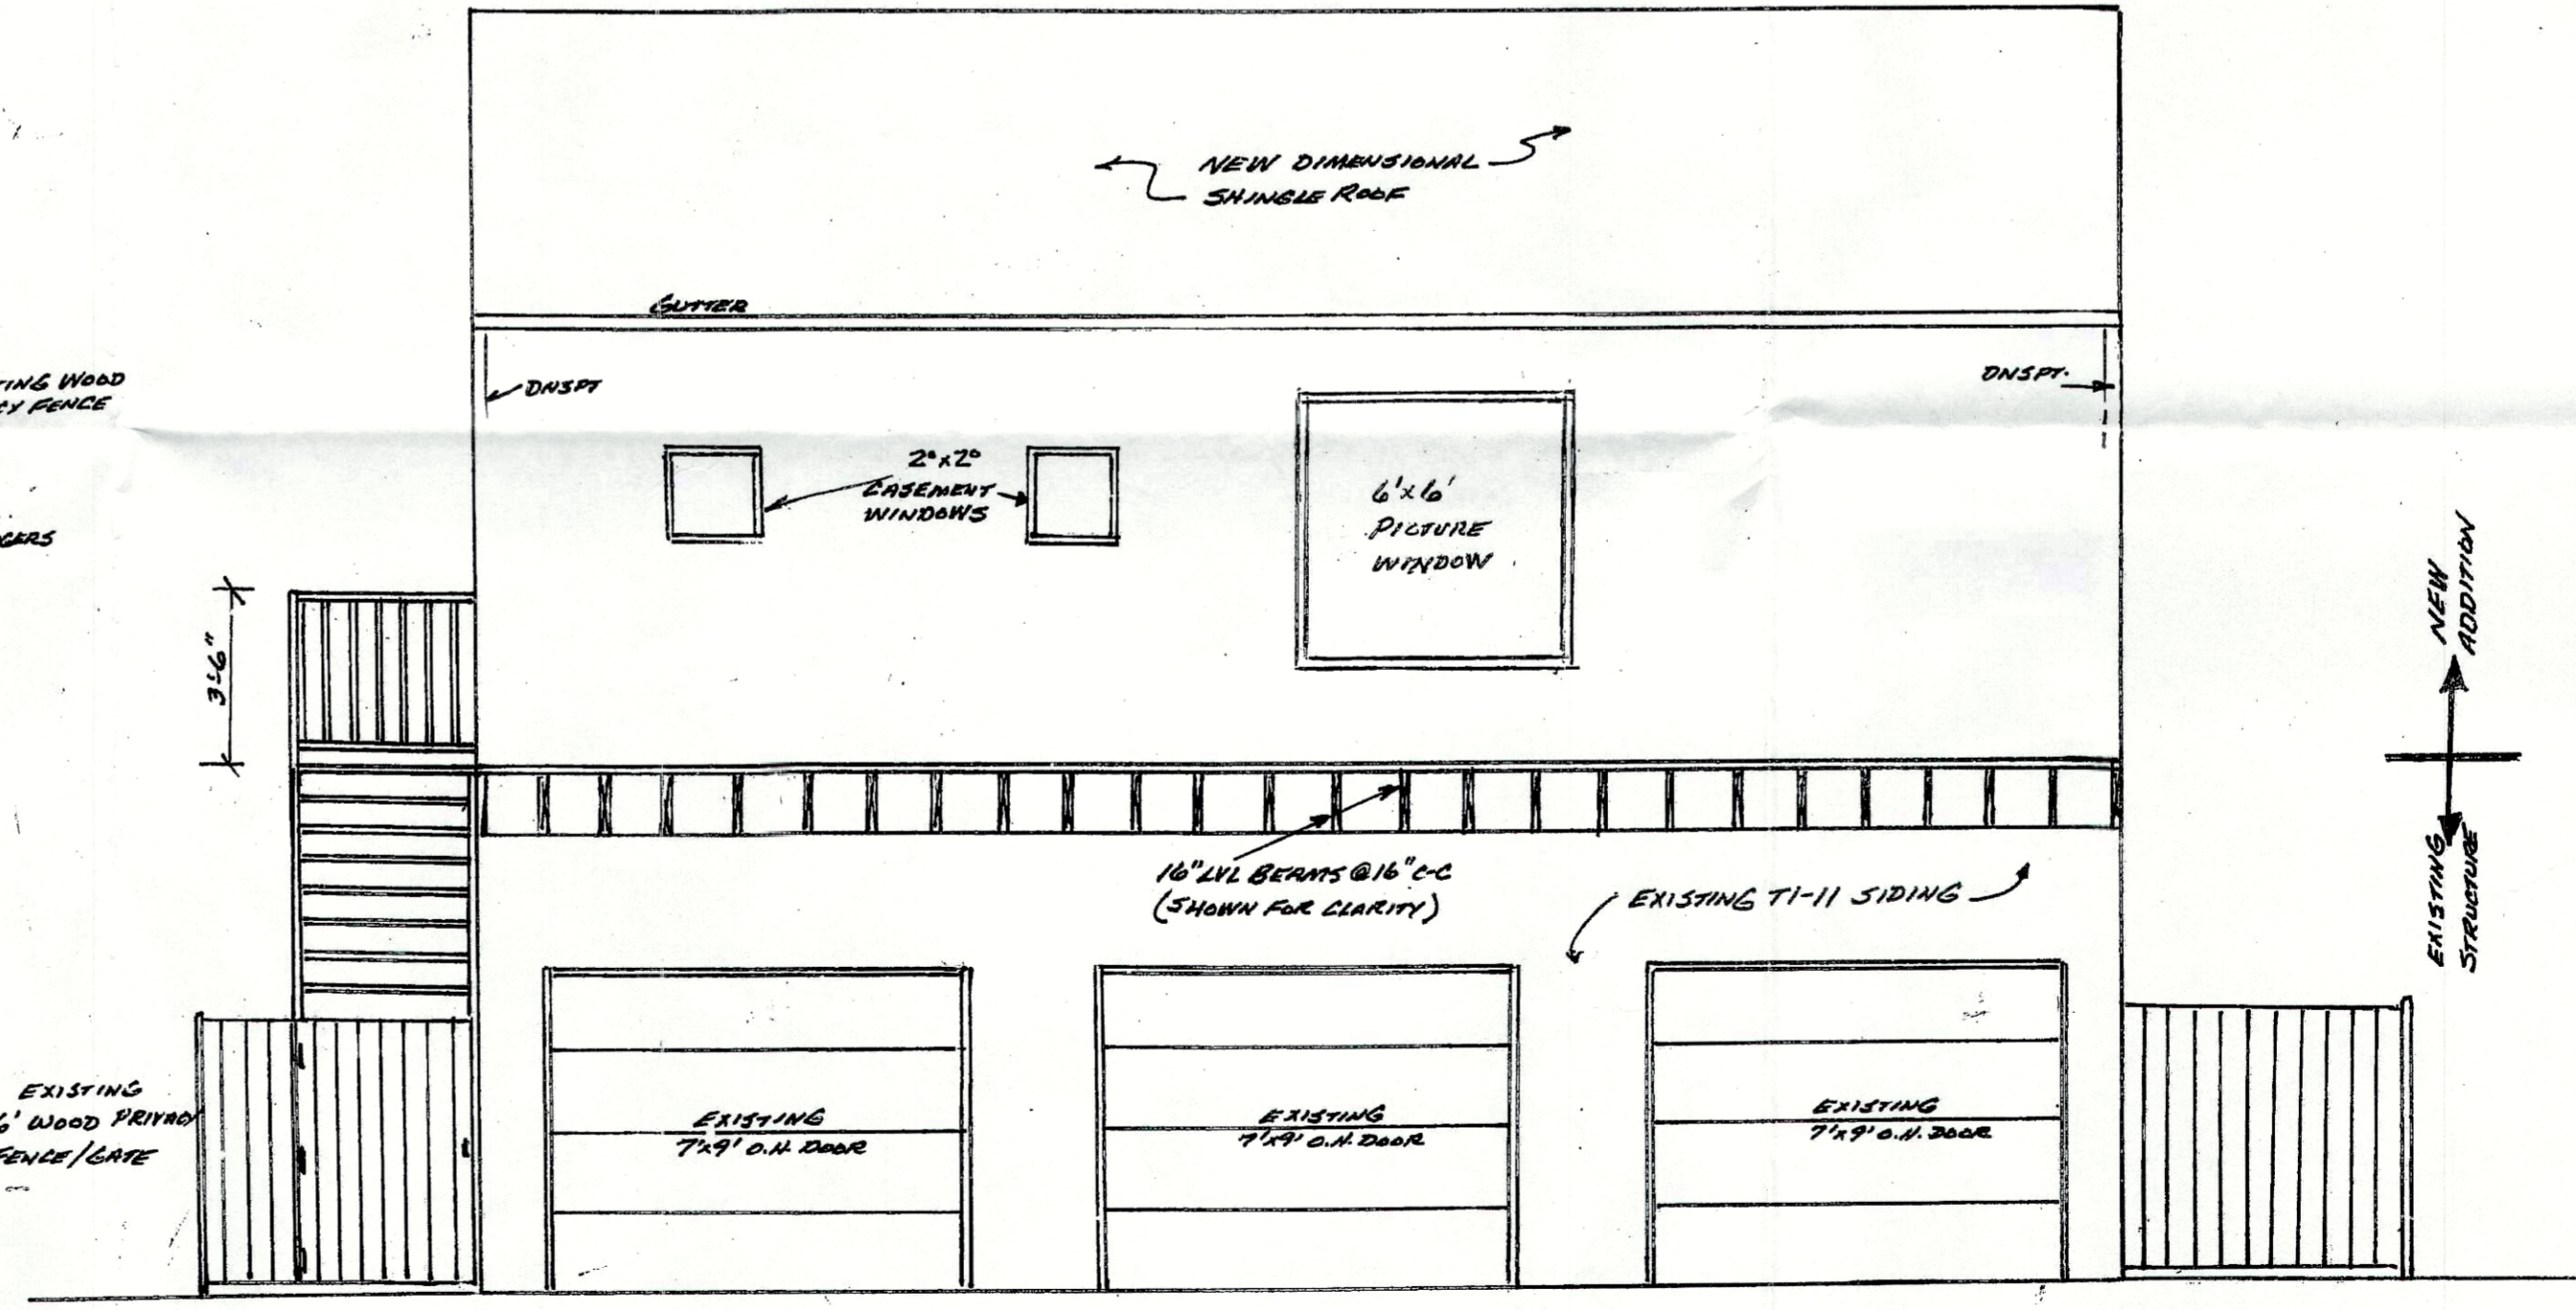 NEW DIMENSIONAL
SHINGLE ROOF
GUTTER
WOOD
FENCE
DNSPT
DNSPT.
2⁰x2⁰
CASEMENT
WINDOWS
6'x6'
PICTURE
WINDOW
3'-6"
NEW
ADDITION
EXISTING
STRUCTURE
16" LVL BEAMS @ 16" C-C
(SHOWN FOR CLARITY)
EXISTING T1-11 SIDING
EXISTING
6' WOOD PRIVACY
FENCE/GATE
EXISTING
7'x9' O.H. DOOR
EXISTING
7'x9' O.H. DOOR
EXISTING
7'x9' O.H. DOOR